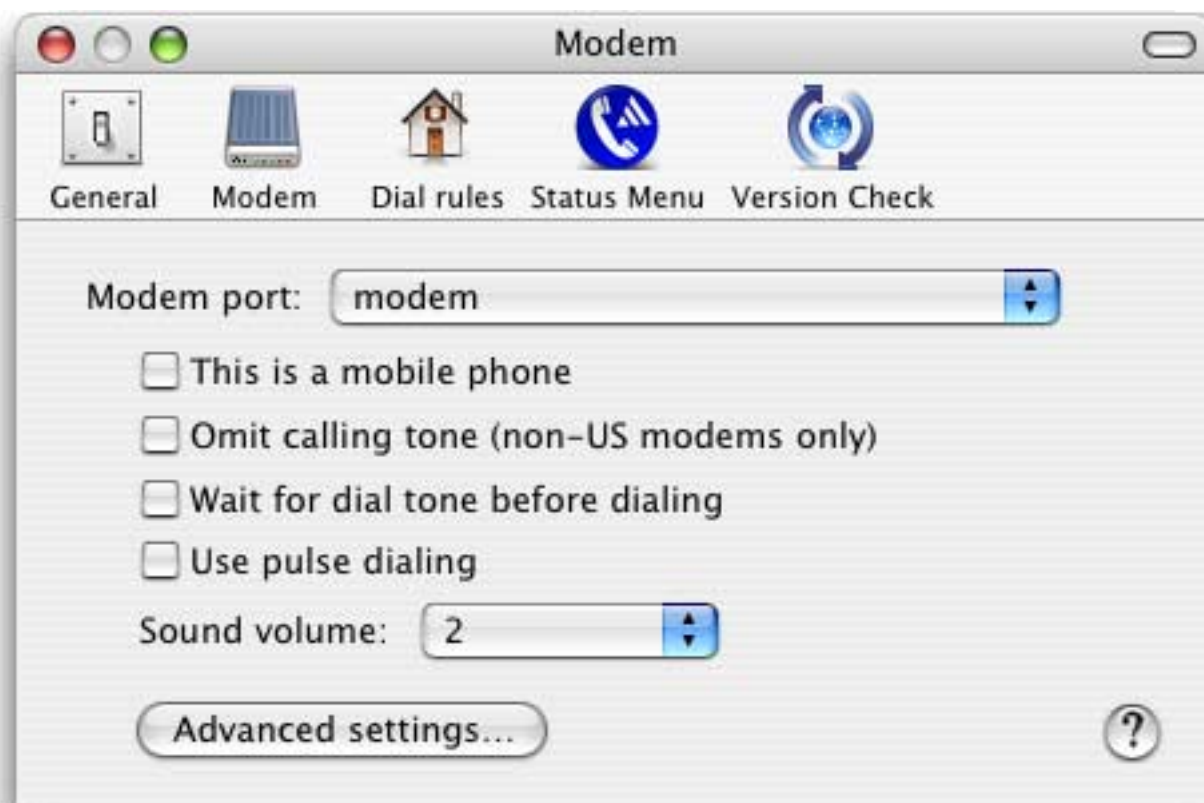 Modem
General Modem Dial rules Status Menu Version Check
Modem port: modem
This is a mobile phone
Omit calling tone (non-US modems only)
Wait for dial tone before dialing
Use pulse dialing
Sound volume: 2
Advanced settings...
?